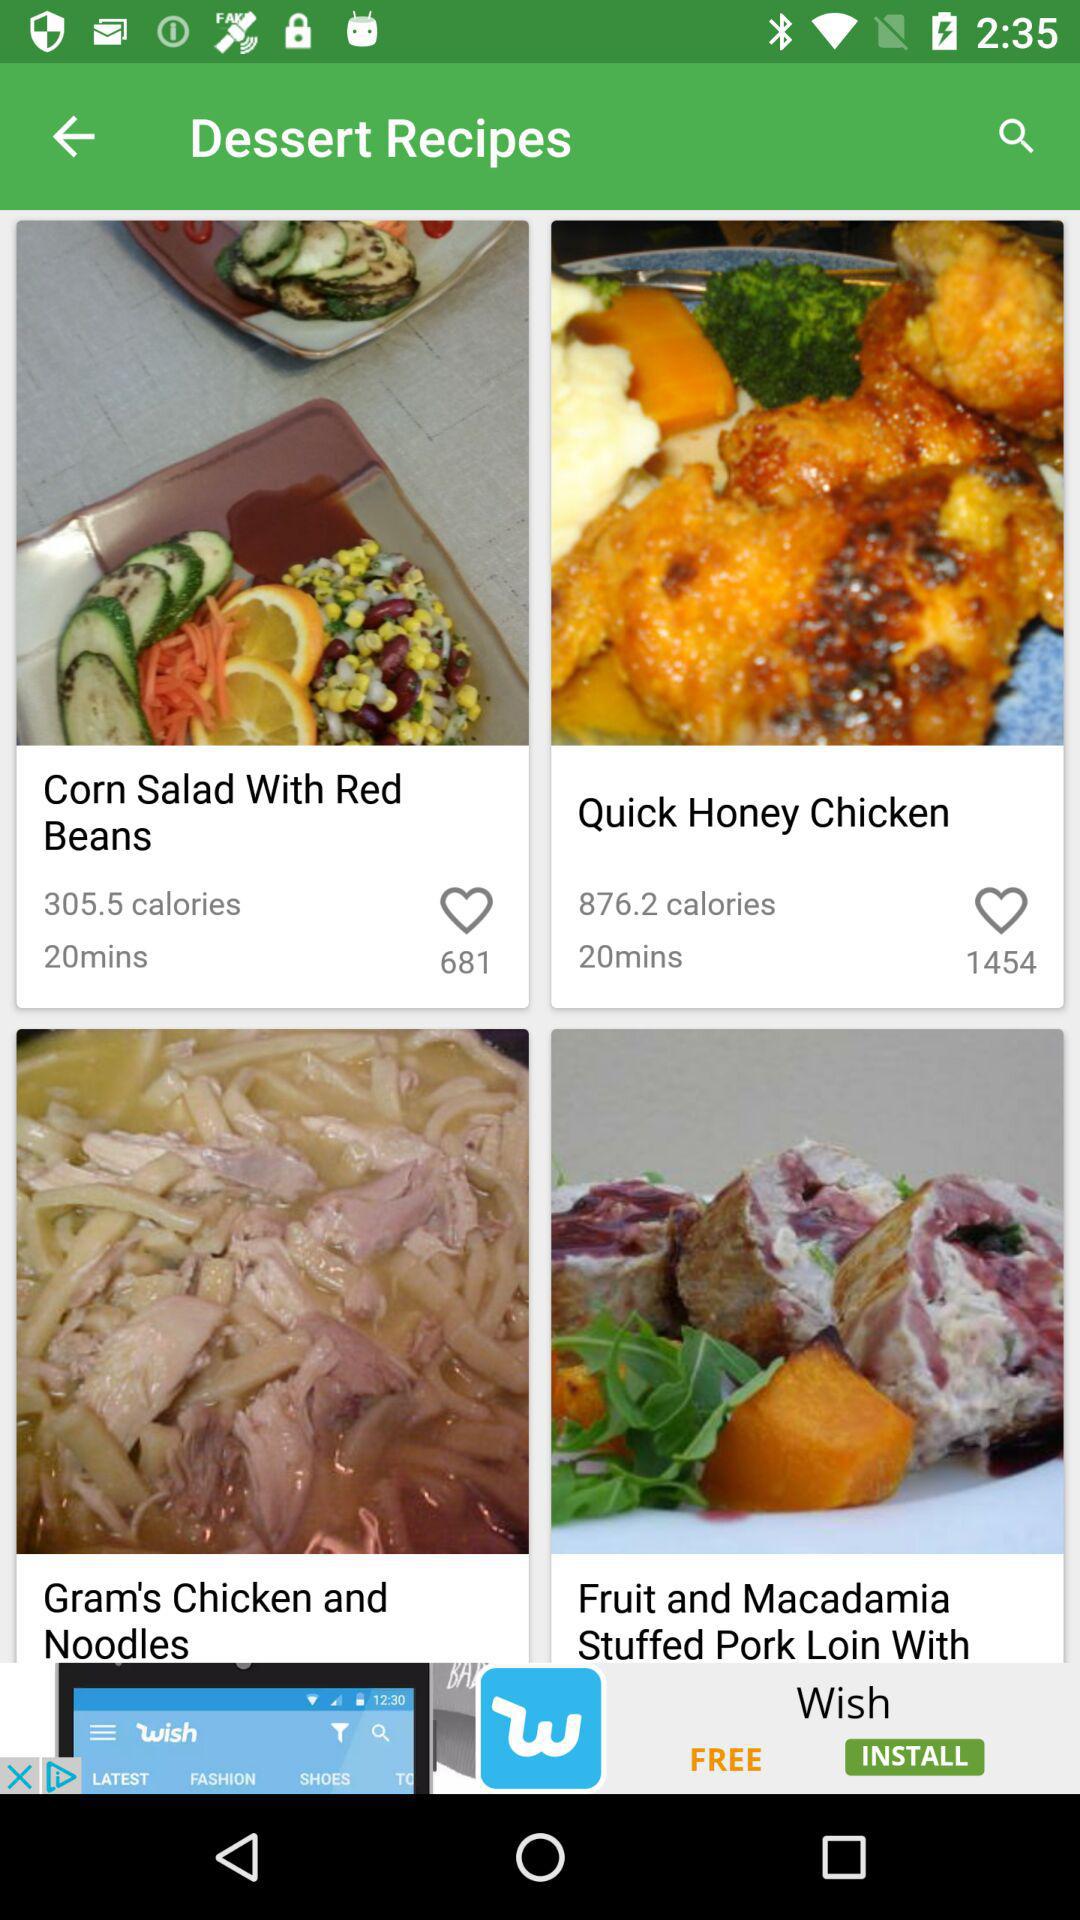 FAKE
2:35
Dessert Recipes
Corn Salad With Red
Beans
305.5 calories
20mins
681
Quick Honey Chicken
876.2 calories
20mins
1454
Gram's Chicken and
Noodles
Fruit and Macadamia
Stuffed Pork Loin With
12:30
wish
LATEST FASHION SHOES
Wish
FREE INSTALL